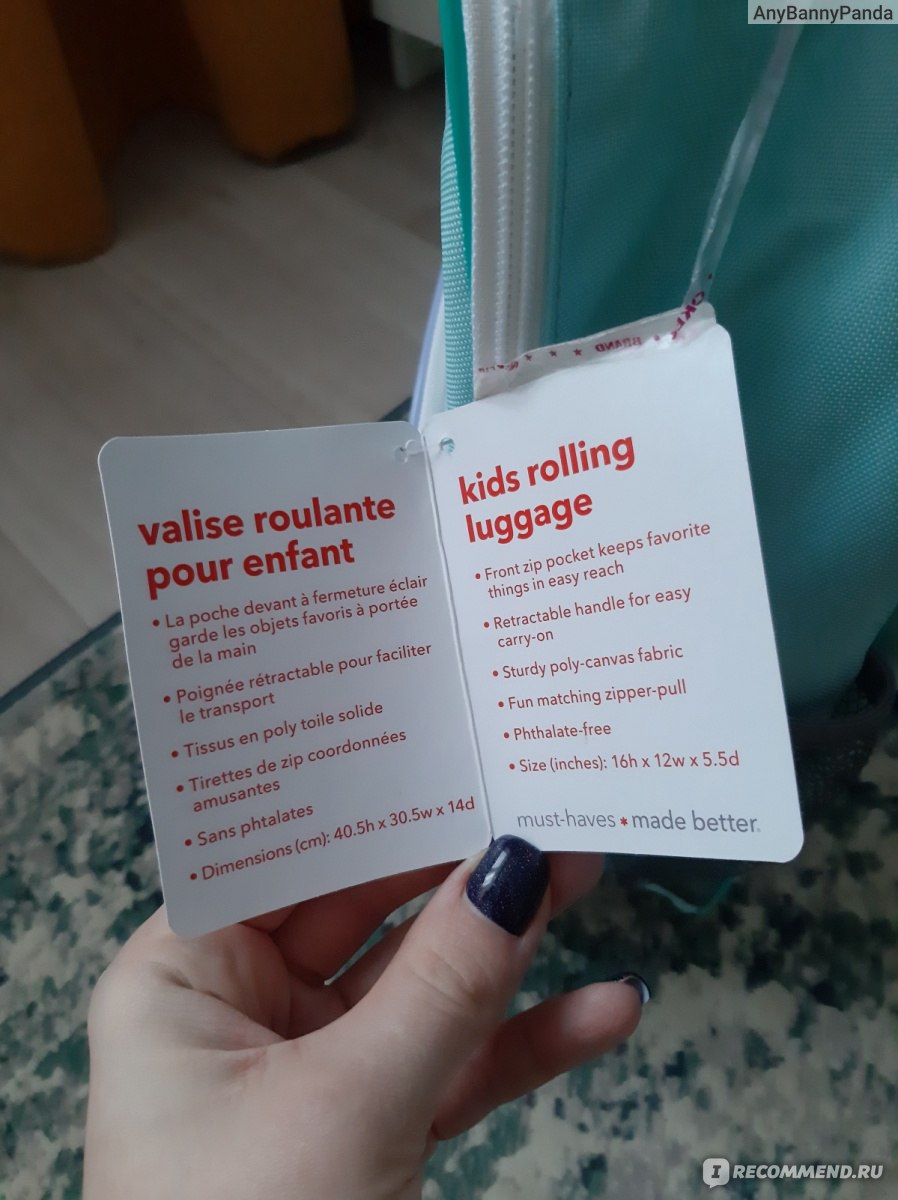 AnyBannyPanda
BRAND
valise roulante
pour enfant
• La poche devant à fermeture éclair
garde les objets favoris à portée
de la main
• Poignée rétractable pour faciliter
le transport
• Tissus en poly toile solide
• Tirettes de zip coordonnées
amusantes
• Sans phtalates
• Dimensions (cm): 40.5h x 30.5w x 14d
kids rolling
luggage
• Front zip pocket keeps favorite
things in easy reach
• Retractable handle for easy
carry-on
• Sturdy poly-canvas fabric
• Fun matching zipper-pull
• Phthalate-free
• Size (inches): 16h x 12w x 5.5d
must-haves * made better.
IRECOMMEND.RU